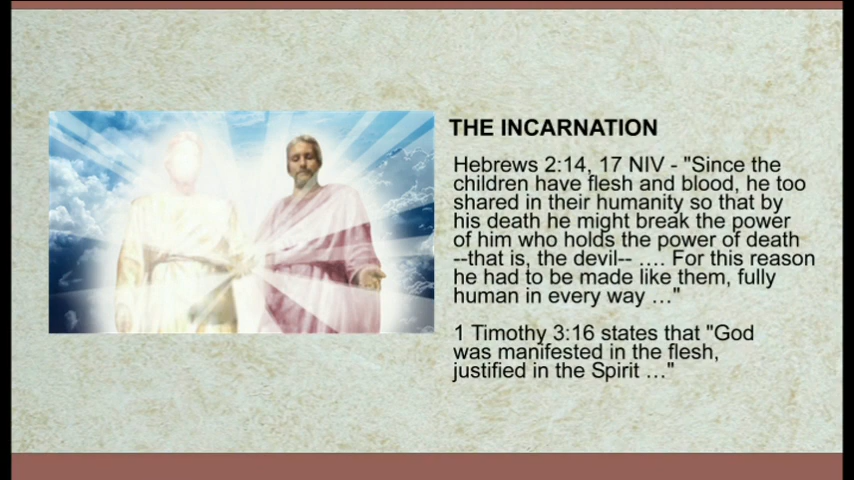 THE INCARNATION
Hebrews 2:14, 17 NIV - "Since the
children have flesh and blood, he too
shared in their humanity so that by
his death he might break the power
of him who holds the power of death
--that is, the devil-- …. For this reason
he had to be made like them, fully
human in every way …"
1 Timothy 3:16 states that "God
was manifested in the flesh,
justified in the Spirit …"